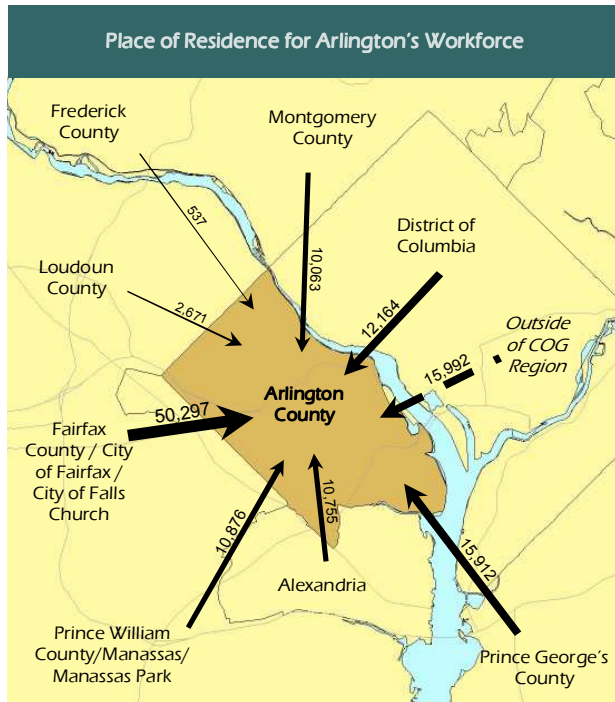 Place of Residence for Arlington's Workforce
Frederick
County
Montgomery
County
537
10,063
District of
Columbia
Loudoun
County
2,671
12,164
Outside
of COG
Region
15,992
Arlington
County
50,297
Fairfax
County / City
of Fairfax /
City of Falls
Church
10,876
10,755
15,912
Alexandria
Prince William
County/Manassas/
Manassas Park
Prince George's
County